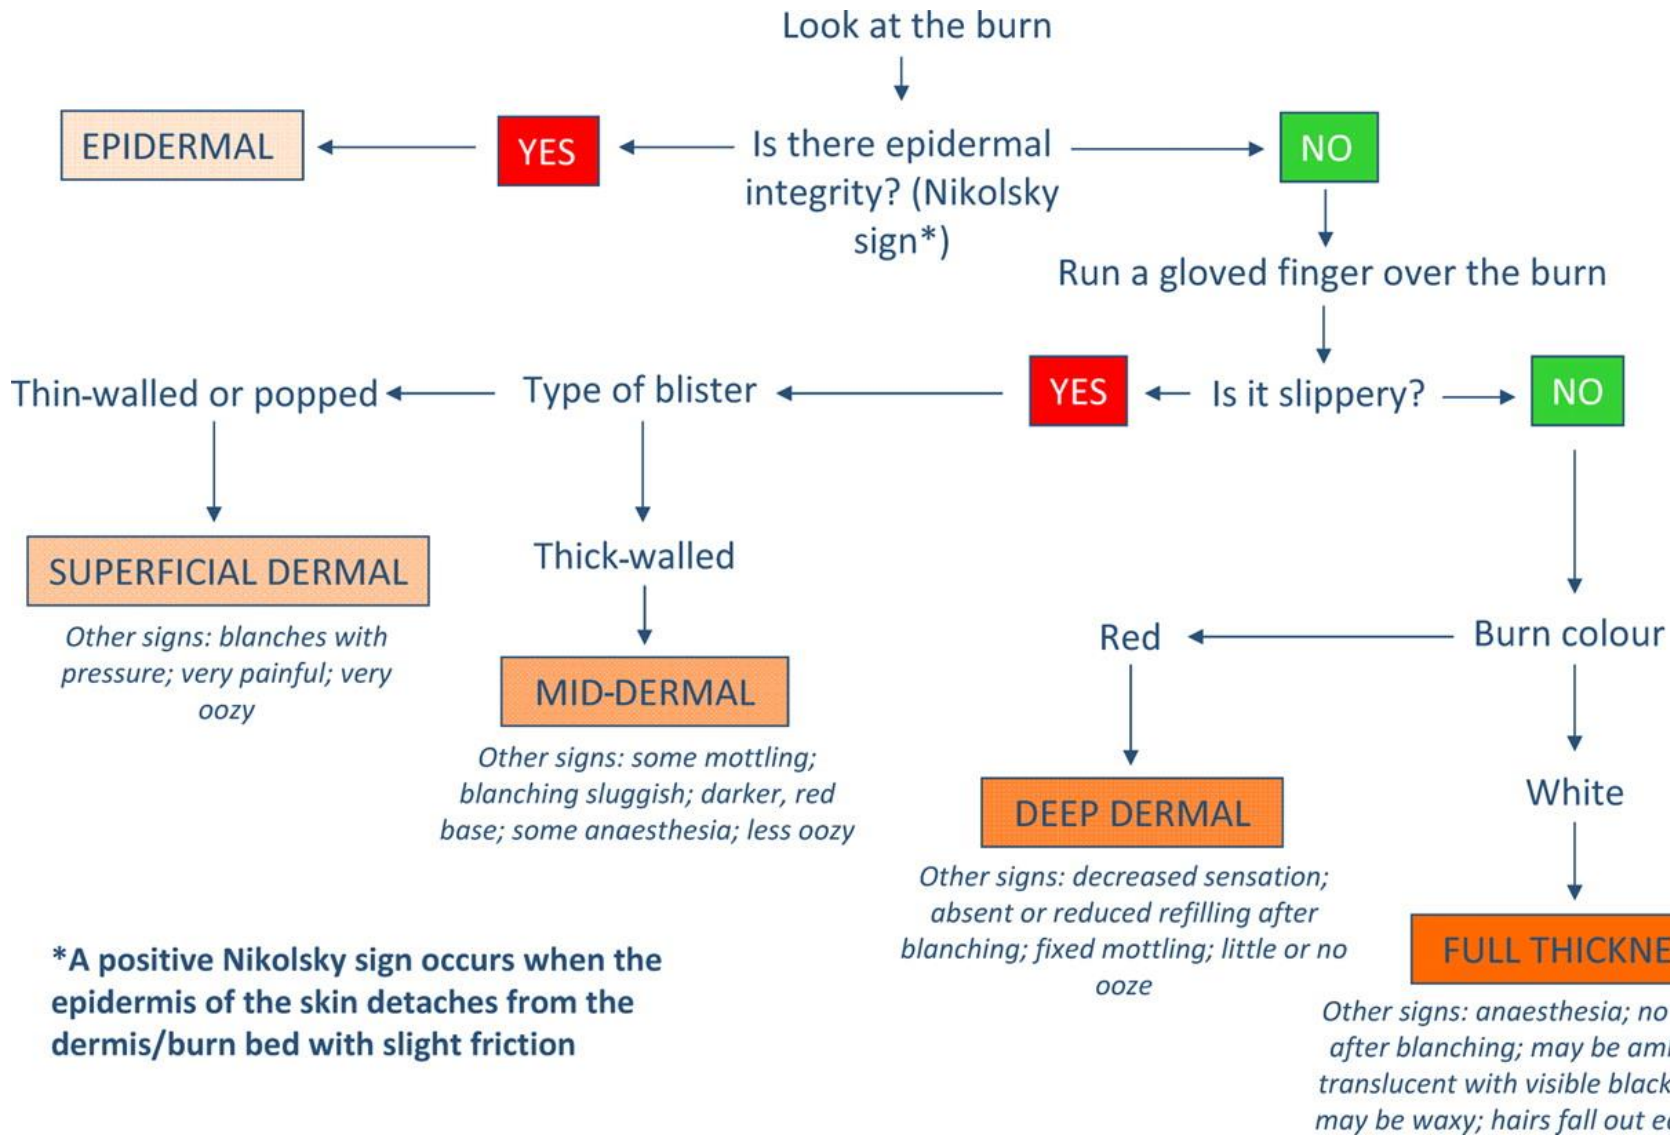 Look at the burn
EPIDERMAL
YES
Is there epidermal
integrity? (Nikolsky
sign*)
NO
Run a gloved finger over the burn
Thin-walled or popped
Type of blister
YES
Is it slippery?
NO
SUPERFICIAL DERMAL
Other signs: blanches with
pressure; very painful; very
oozy
Thick-walled
MID-DERMAL
Other signs: some mottling;
blanching sluggish; darker, red
base; some anaesthesia; less oozy
Red
Burn colour
DEEP DERMAL
Other signs: decreased sensation;
absent or reduced refilling after
blanching; fixed mottling; little or no
ooze
White
FULL
Other signs: anaesthesia; no
after blanching; may be
translucent with visible black
may be waxy; hairs fall out
*A positive Nikolsky sign occurs when the
epidermis of the skin detaches from the
dermis/burn bed with slight friction